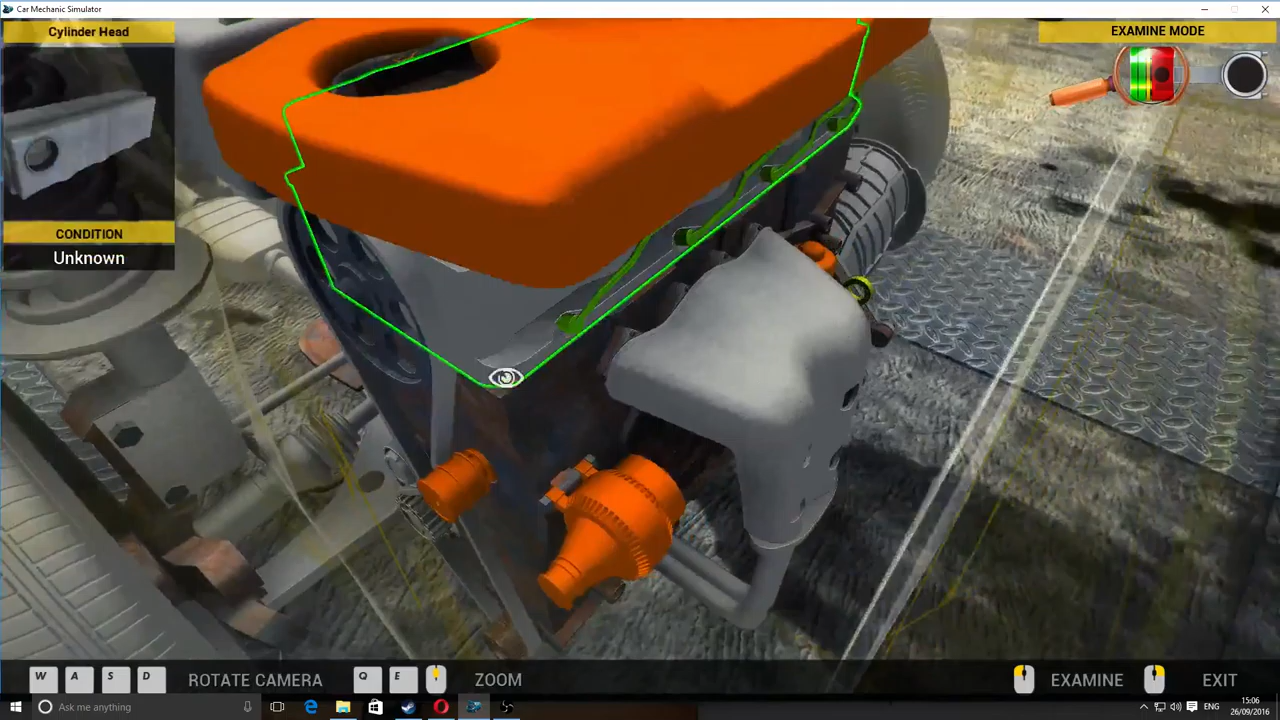 Car Mechanic Simulator
Cylinder Head
EXAMINE MODE
CONDITION
Unknown
W A S D ROTATE CAMERA Q E ZOOM EXAMINE EXIT
Ask me anything
ENG
15:06
26/09/2016